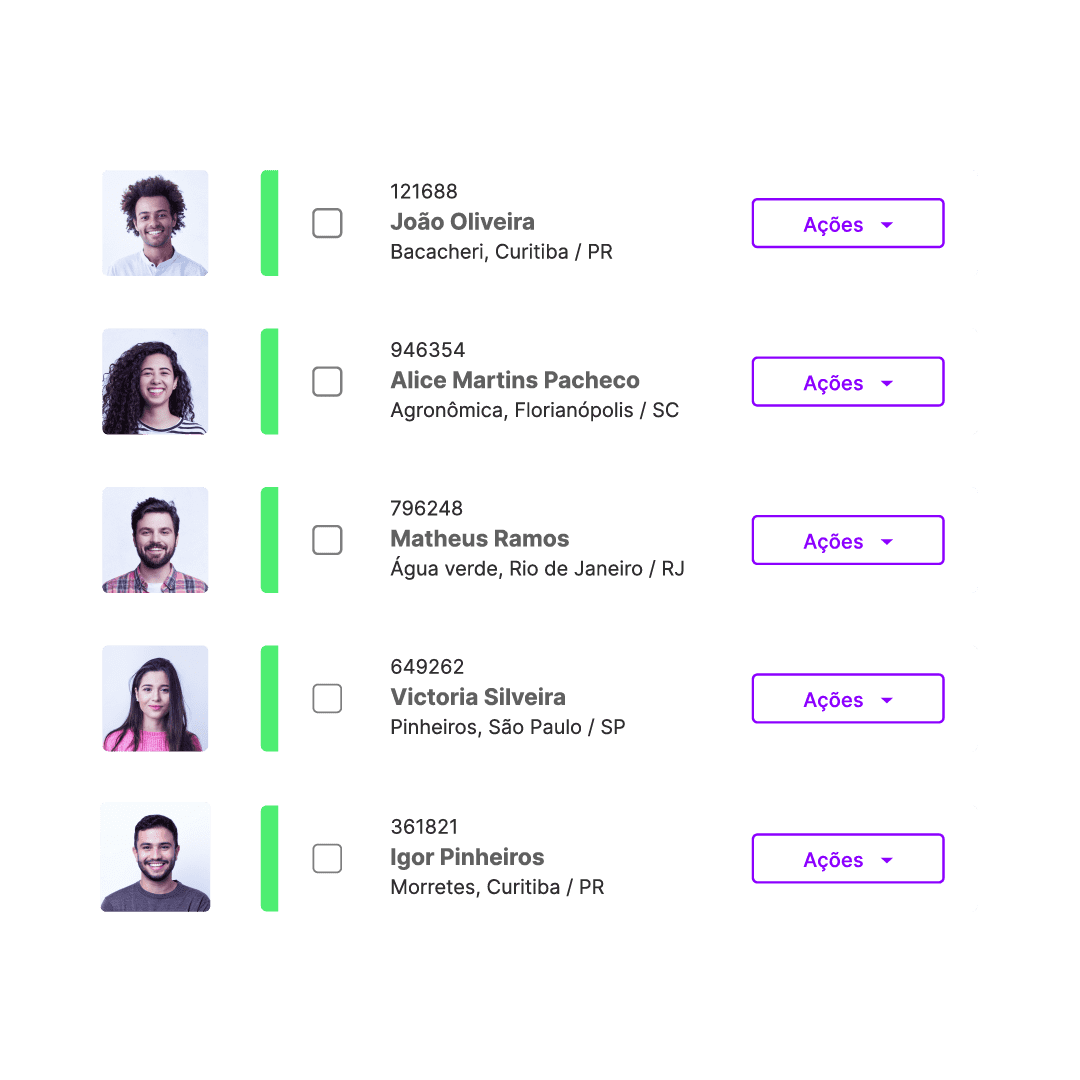 121688
João Oliveira
Bacacheri, Curitiba / PR
Ações
946354
Alice Martins Pacheco
Agronômica, Florianópolis / SC
Ações
796248
Matheus Ramos
Água verde, Rio de Janeiro / RJ
Ações
649262
Victoria Silveira
Pinheiros, São Paulo / SP
Ações
361821
Igor Pinheiros
Morretes, Curitiba / PR
Ações